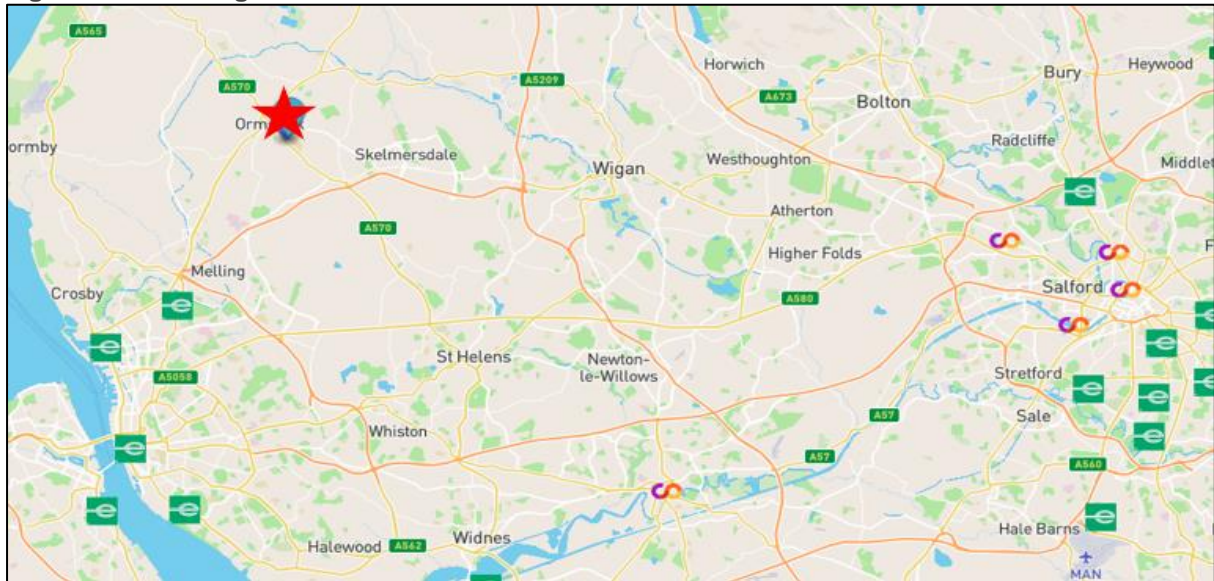 A565
Horwich
Bury
Heywood
A5209
A570
A673
Bolton
Orm
Radcliffe
ormby
Skelmersdale
Wigan
Westhoughton
Middlet
Atherton
A570
Higher Folds
Melling
Salford
Crosby
A580
St Helens
Newton-
le-Willows
A5058
Stretford
Sale
A57
Whiston
A57
A560
Hale Barns
Widnes
Halewood
A562
MAN